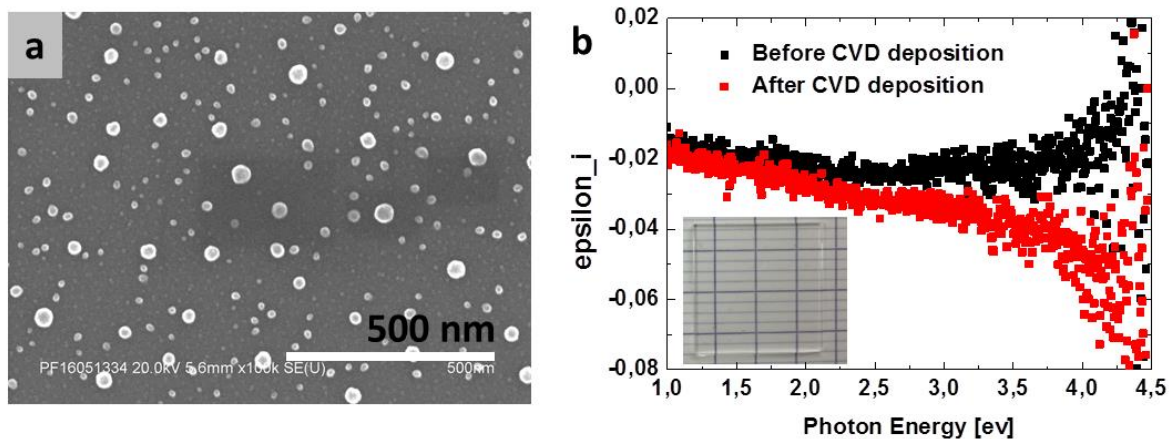 a
500 nm
PF16051334 20.0kV 5.6mm x100k SE(U)
500nm
b
0,02
0,00
-0,02
-0,04
-0,06
-0,08
epsilon_i
Before CVD deposition
After CVD deposition
1,0 1,5 2,0 2,5 3,0 3,5 4,0 4,5
Photon Energy [ev]